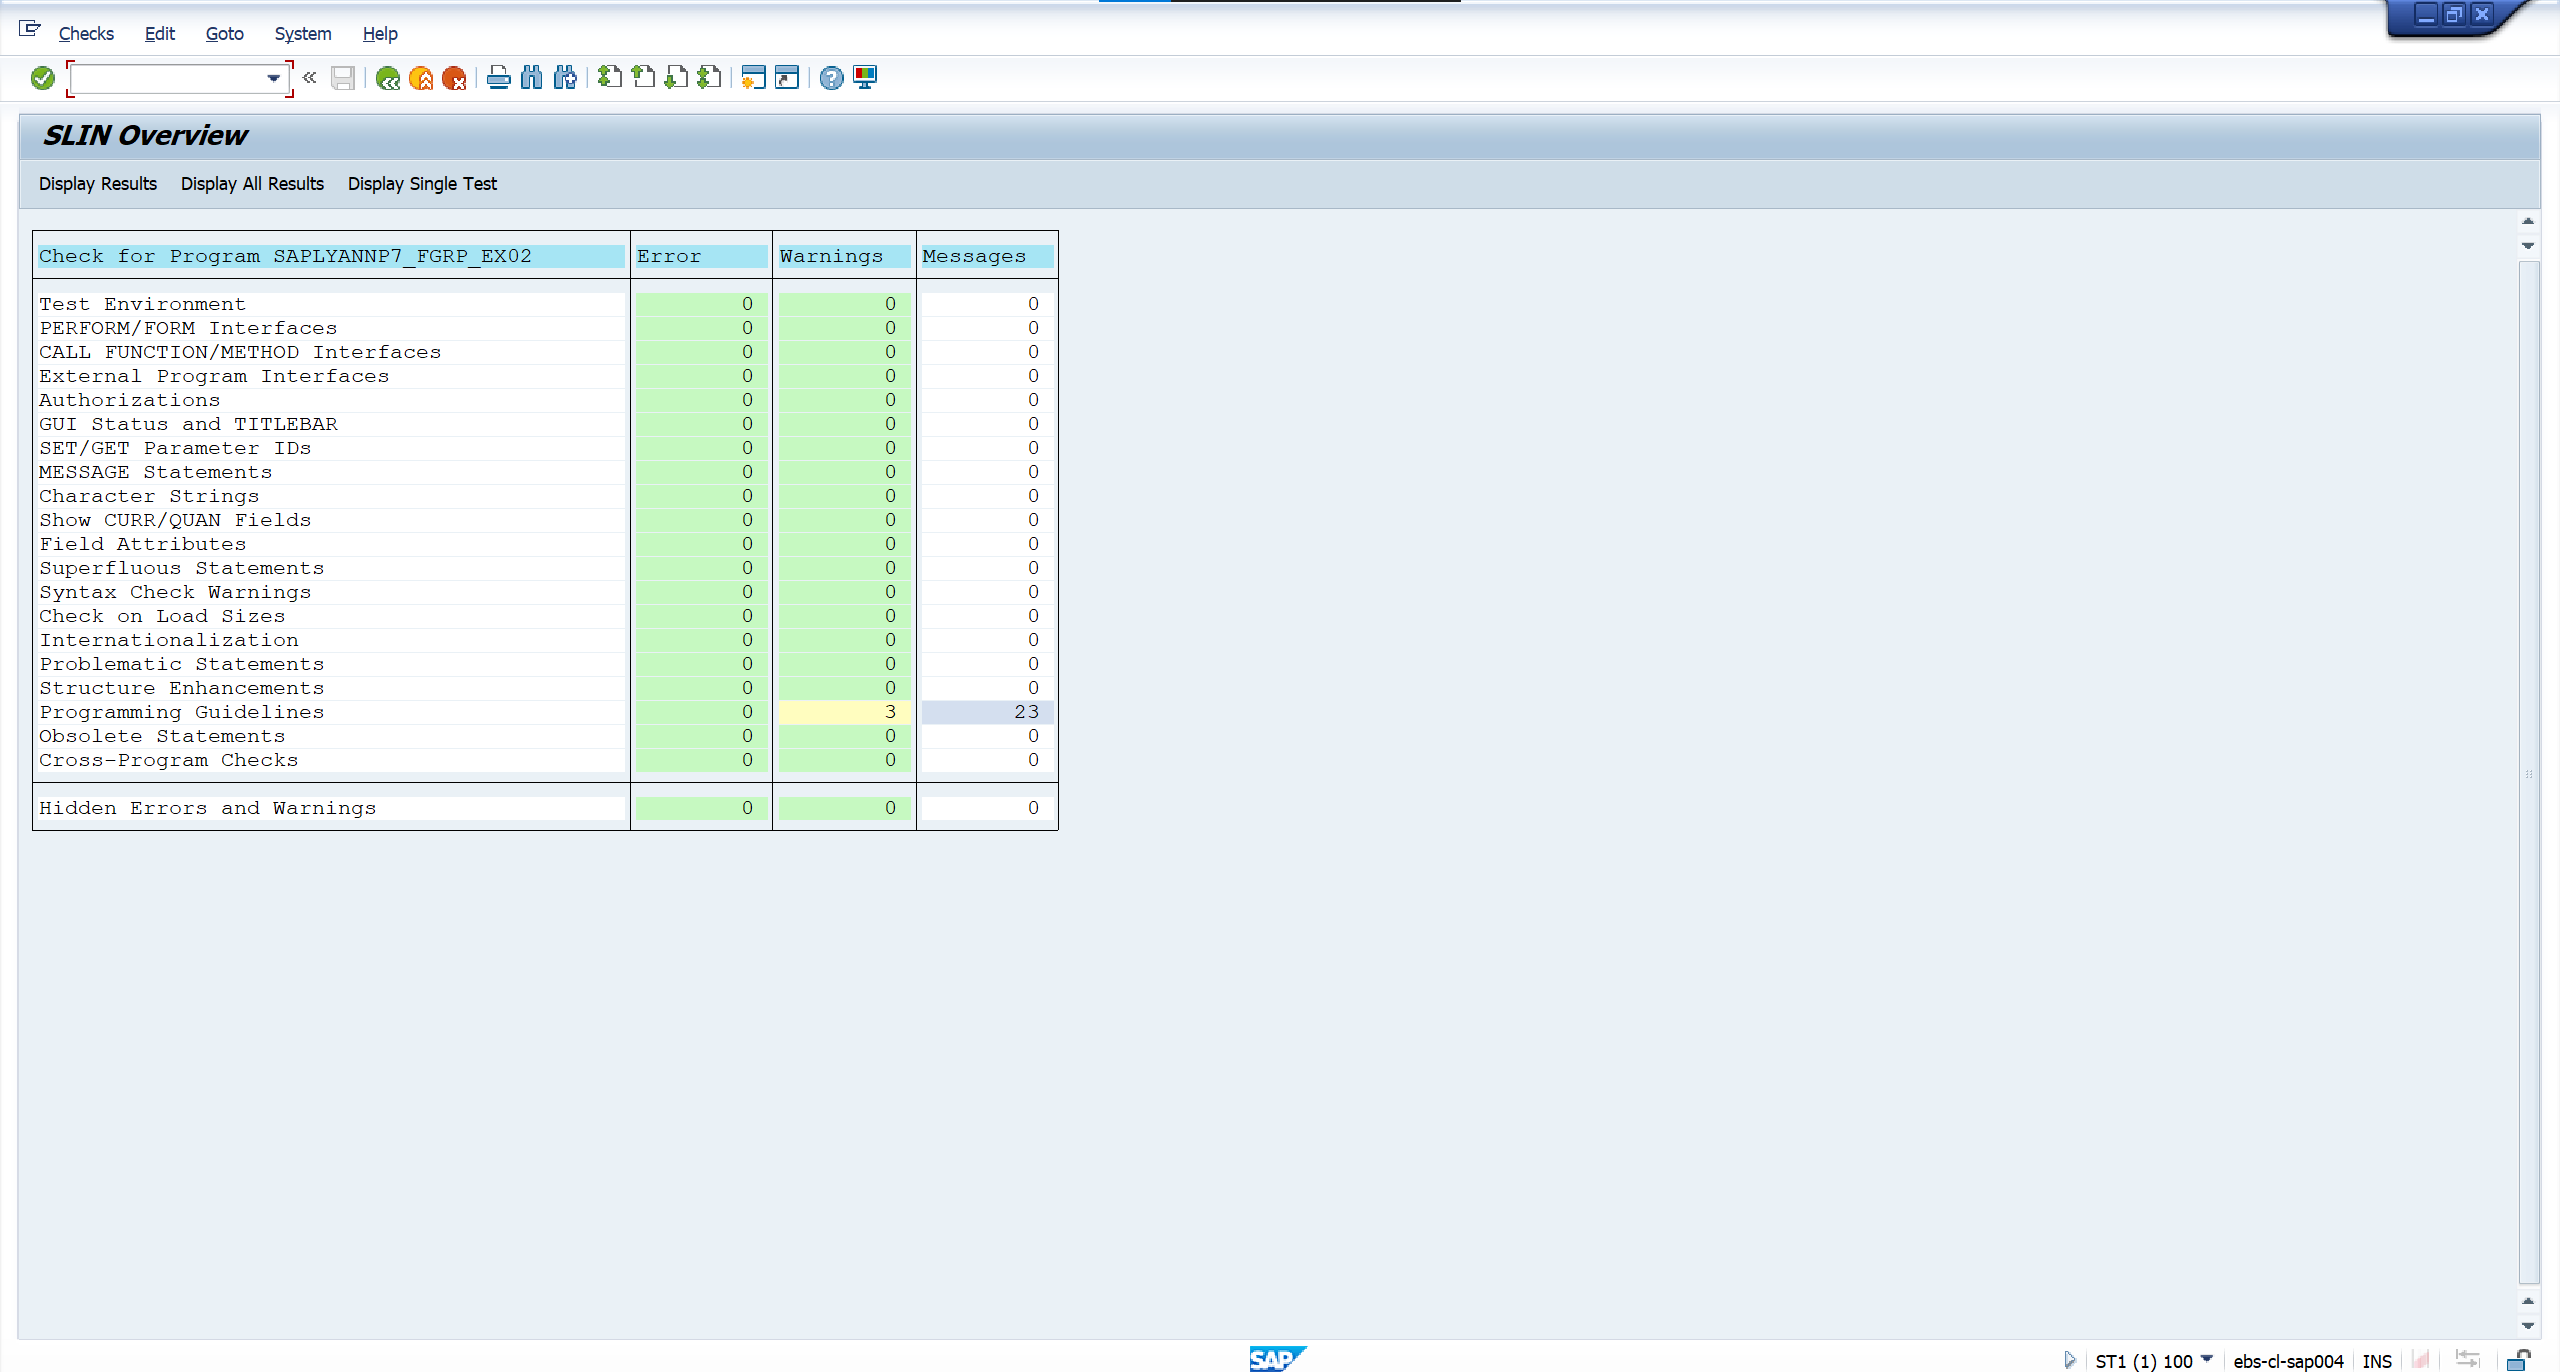 Checks Edit Goto System Help
SLIN Overview
Display Results Display All Results Display Single Test
Check for Program SAPLYANNP7_FGRP_EX02 Error Warnings Messages
Test Environment 0 0 0
PERFORM/FORM Interfaces 0 0 0
CALL FUNCTION/METHOD Interfaces 0 0 0
External Program Interfaces 0 0 0
Authorizations 0 0 0
GUI Status and TITLEBAR 0 0 0
SET/GET Parameter IDs 0 0 0
MESSAGE Statements 0 0 0
Character Strings 0 0 0
Show CURR/QUAN Fields 0 0 0
Field Attributes 0 0 0
Superfluous Statements 0 0 0
Syntax Check Warnings 0 0 0
Check on Load Sizes 0 0 0
Internationalization 0 0 0
Problematic Statements 0 0 0
Structure Enhancements 0 0 0
Programming Guidelines 0 3 23
Obsolete Statements 0 0 0
Cross-Program Checks 0 0 0
Hidden Errors and Warnings 0 0 0
SAP ST1 (1) 100 ebs-cl-sap004 INS